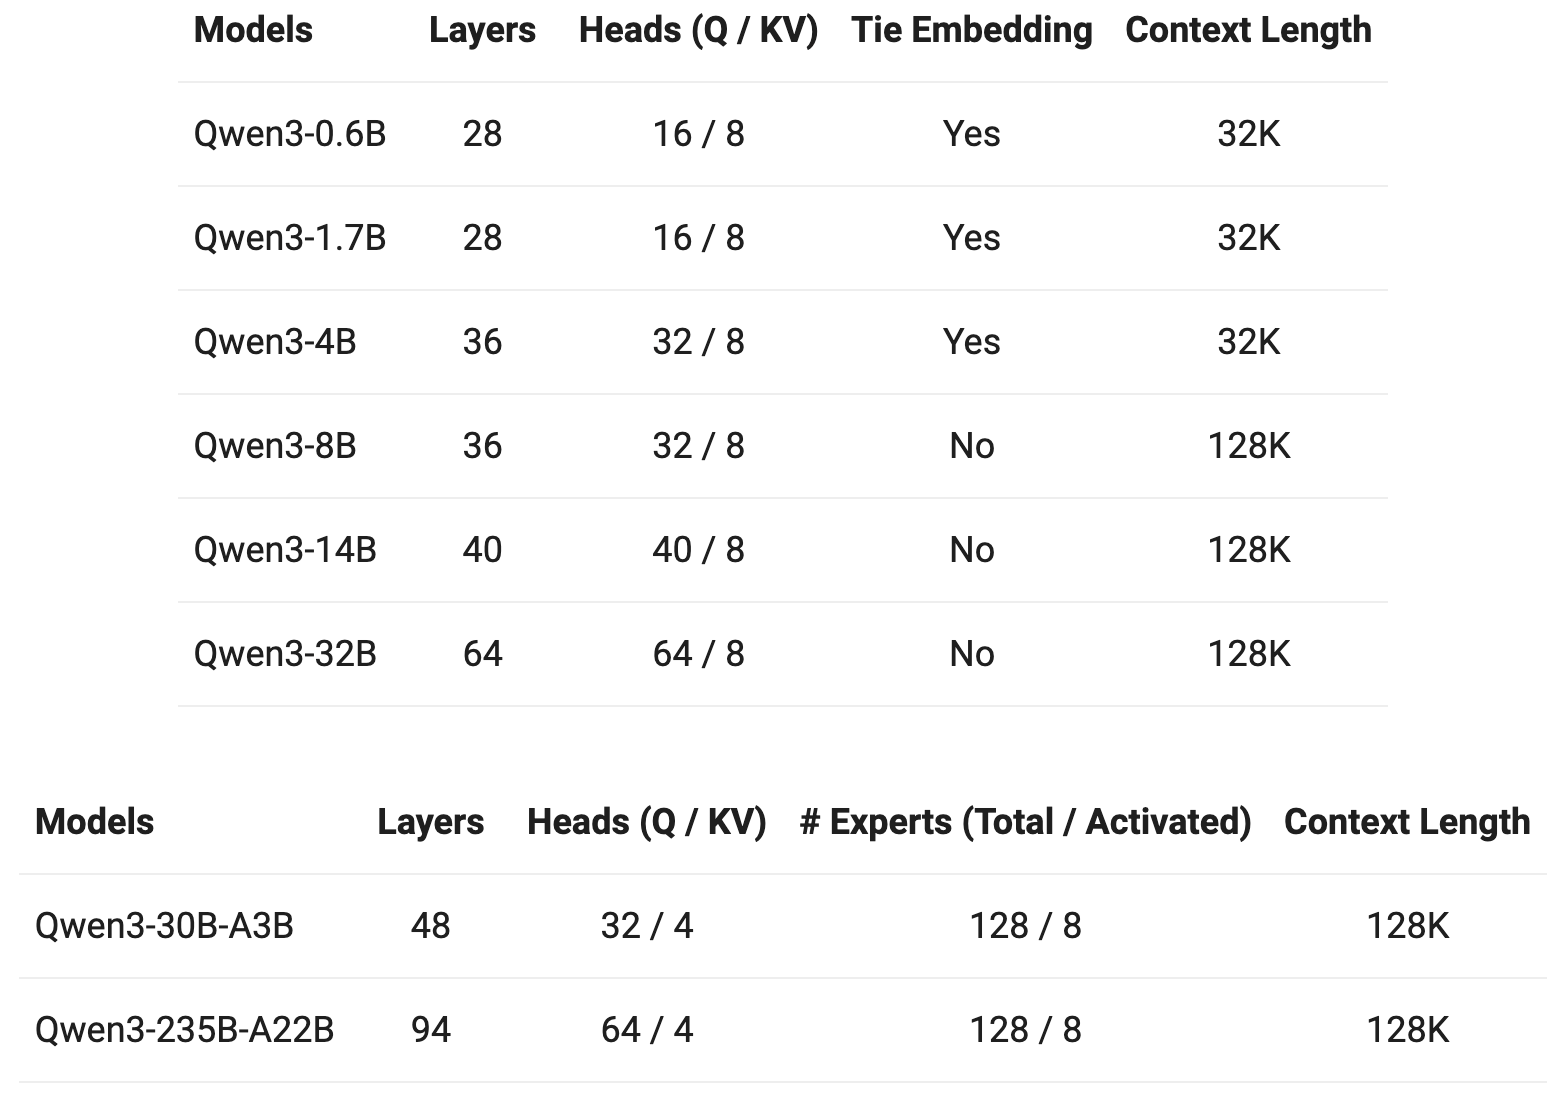 Models Layers Heads (Q / KV) Tie Embedding Context Length
Qwen3-0.6B 28 16 / 8 Yes 32K
Qwen3-1.7B 28 16 / 8 Yes 32K
Qwen3-4B 36 32 / 8 Yes 32K
Qwen3-8B 36 32 / 8 No 128K
Qwen3-14B 40 40 / 8 No 128K
Qwen3-32B 64 64 / 8 No 128K
Models Layers Heads (Q / KV) # Experts (Total / Activated) Context Length
Qwen3-30B-A3B 48 32 / 4 128 / 8 128K
Qwen3-235B-A22B 94 64 / 4 128 / 8 128K